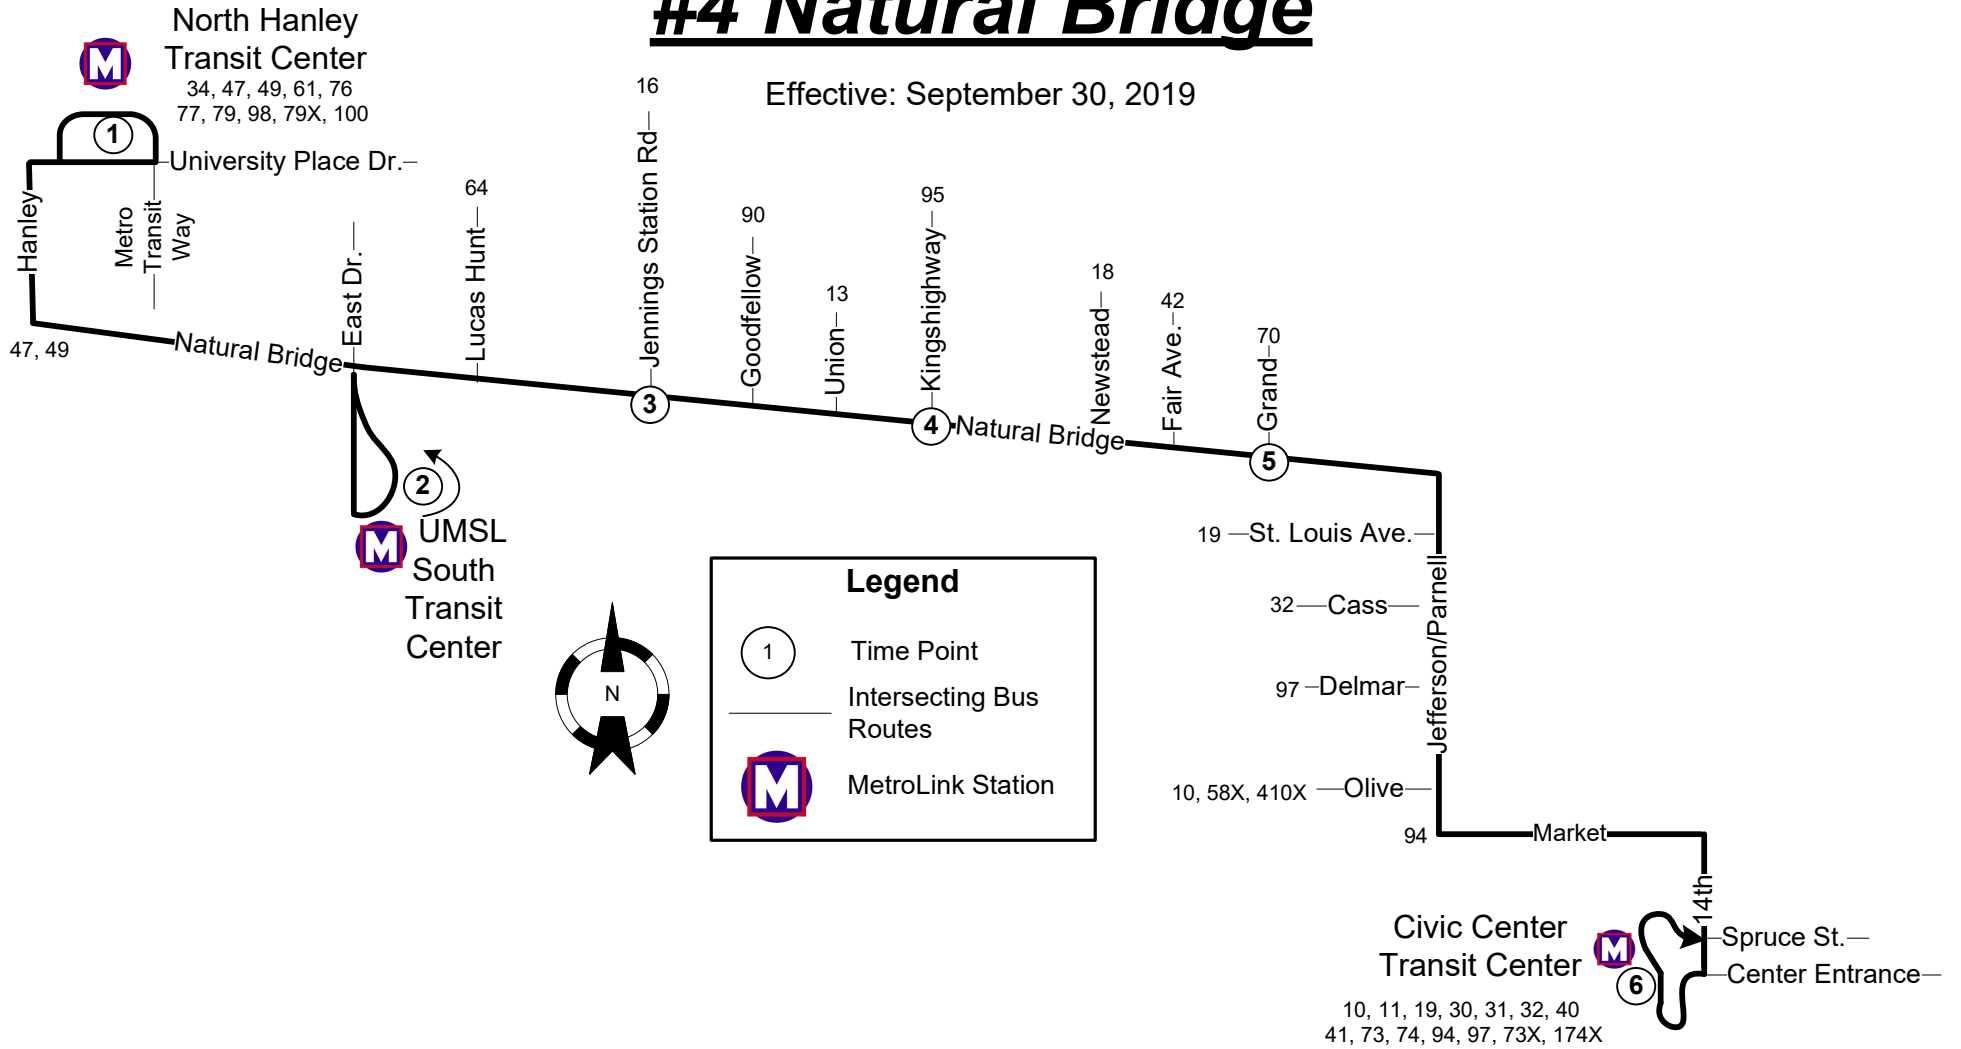 #4 Natural Bridge
Effective: September 30, 2019
North Hanley
Transit Center
34, 47, 49, 61, 76
77, 79, 98, 79X, 100
1
University Place Dr.
Hanley
Metro
Transit
Way
47, 49
Natural Bridge
East Dr.
64
Lucas Hunt
16
Jennings Station Rd
3
90
Goodfellow
13
Union
95
Kingshighway
4
Natural Bridge
18
Newstead
42
Fair Ave.
70
Grand
5
2
M
UMSL
South
Transit
Center
N
Legend
1
Time Point
Intersecting Bus
Routes
M
MetroLink Station
19
St. Louis Ave.
32
Cass
97
Delmar
10, 58X, 410X
Olive
Jefferson/Parnell
94
Market
14th
Spruce St.
Center Entrance
Civic Center
Transit Center
M
6
10, 11, 19, 30, 31, 32, 40
41, 73, 74, 94, 97, 73X, 174X
M